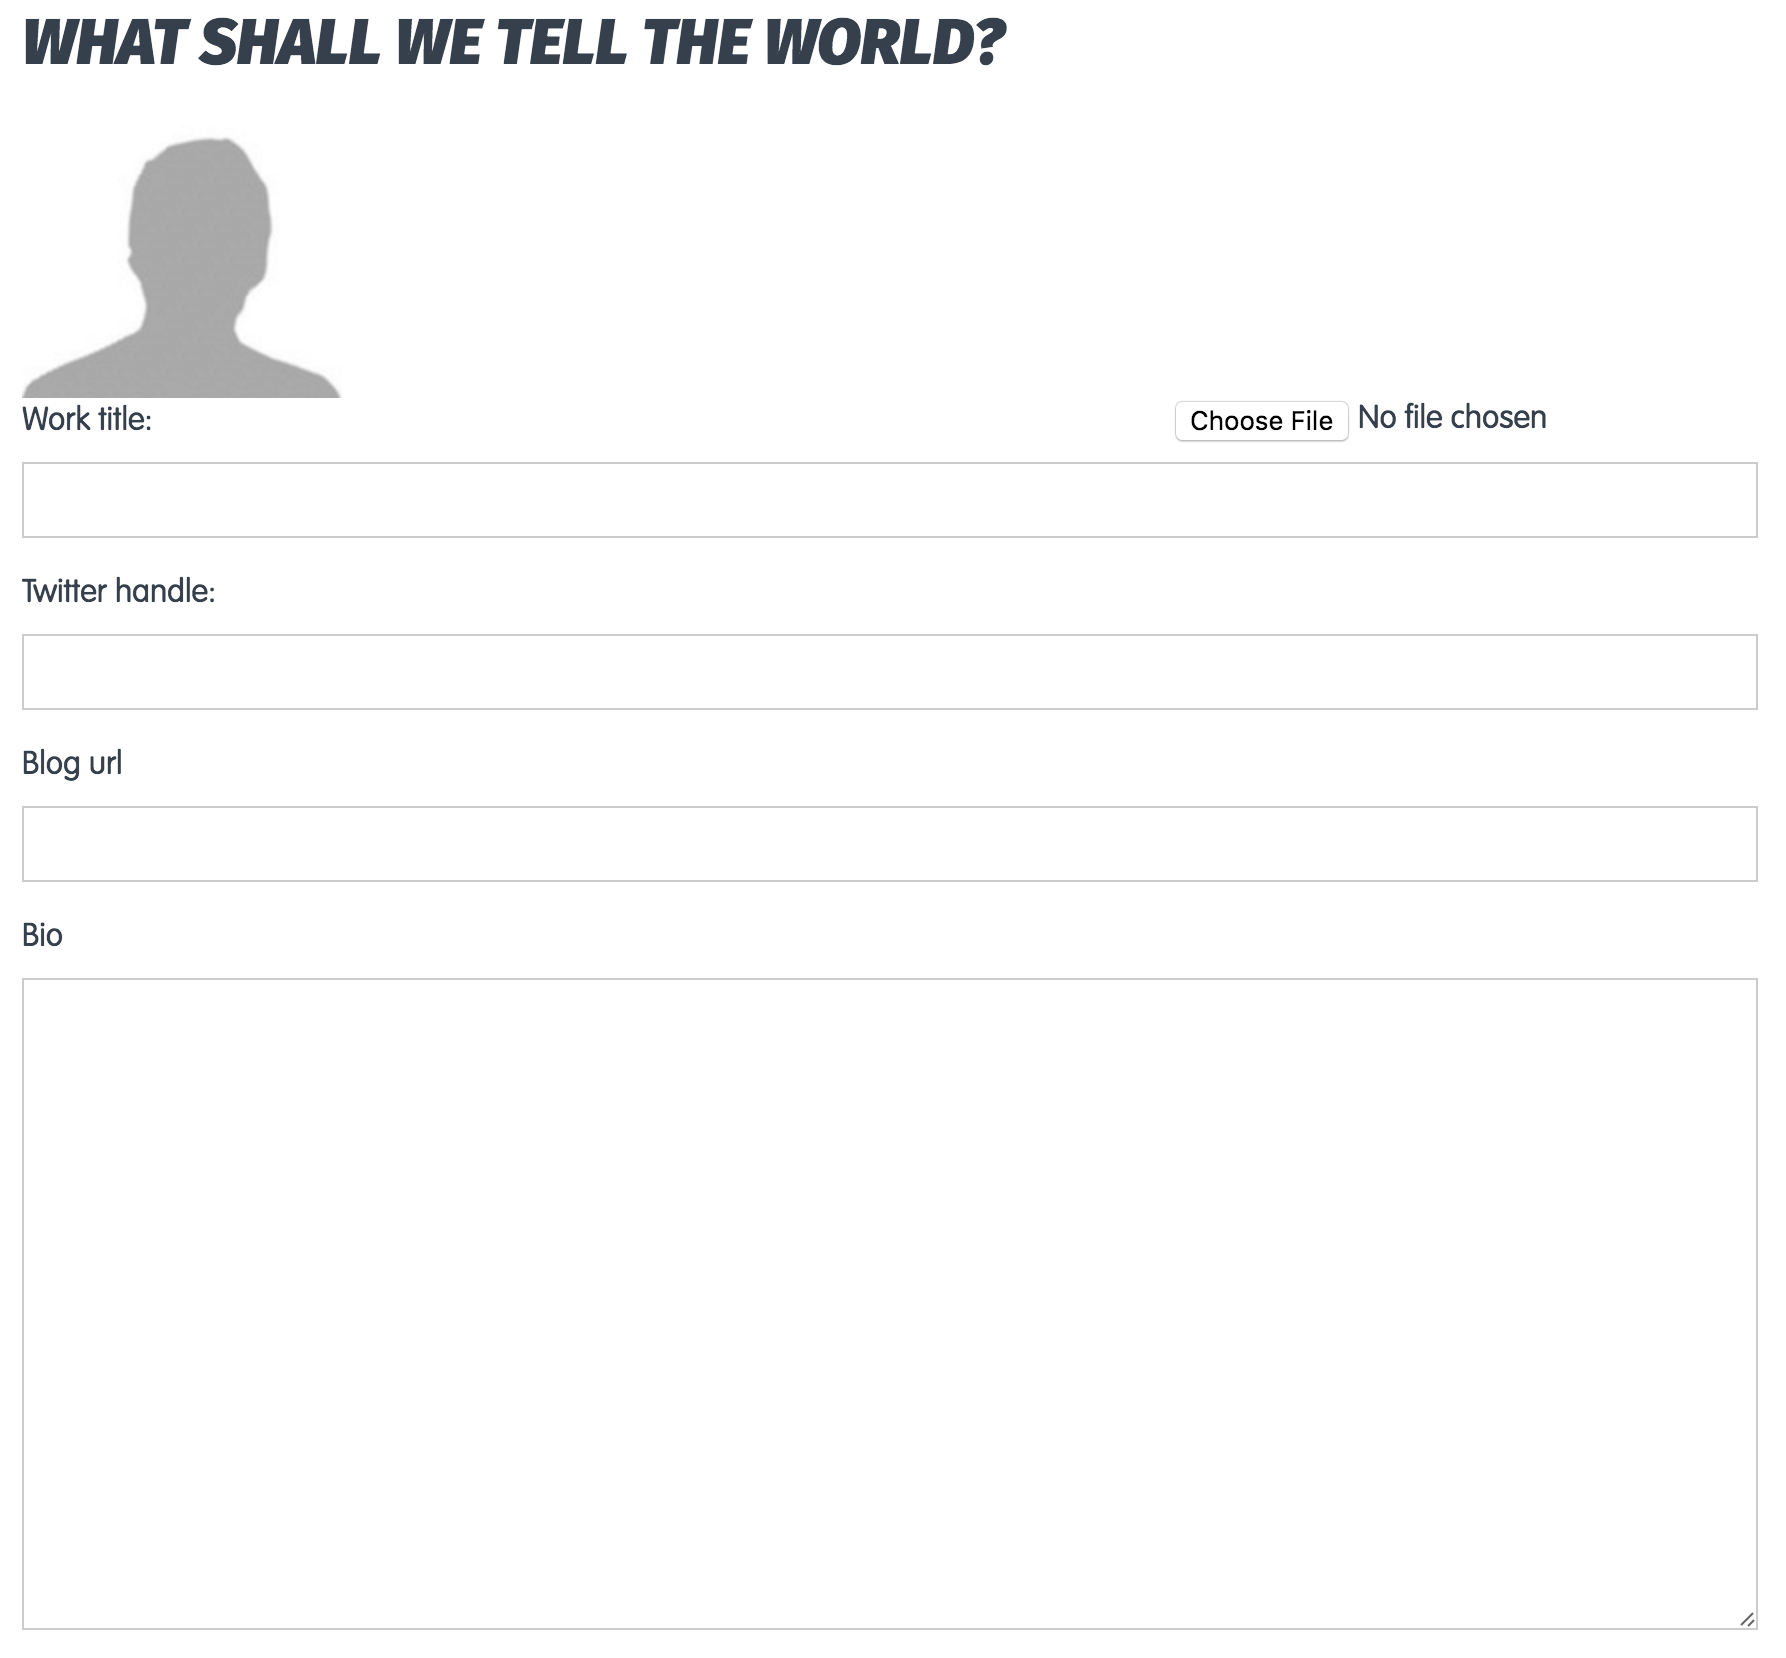 WHAT SHALL WE TELL THE WORLD?
Work title:
Choose File No file chosen
Twitter handle:
Blog url
Bio